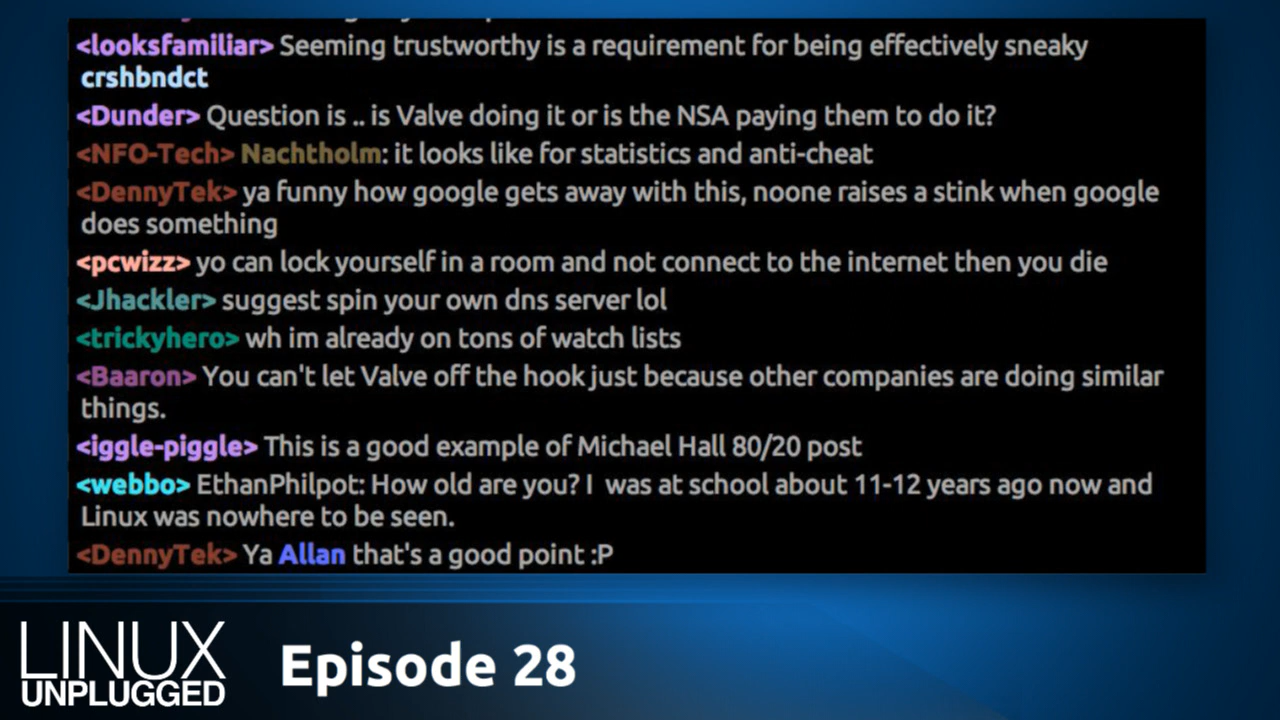 <looksfamiliar> Seeming trustworthy is a requirement for being effectively sneaky
crshbndct
<Dunder> Question is .. is Valve doing it or is the NSA paying them to do it?
<NFO-Tech> Nachtholm: it looks like for statistics and anti-cheat
<DennyTek> ya funny how google gets away with this, noone raises a stink when google
does something
<pcwizz> yo can lock yourself in a room and not connect to the internet then you die
<Jhackler> suggest spin your own dns server lol
<trickyhero> wh im already on tons of watch lists
<Baaron> You can't let Valve off the hook just because other companies are doing similar
things.
<iggle-piggle> This is a good example of Michael Hall 80/20 post
<webbo> EthanPhilpot: How old are you? I  was at school about 11-12 years ago now and
Linux was nowhere to be seen.
<DennyTek> Ya Allan that's a good point :P
LINUX
UNPLUGGED
Episode 28